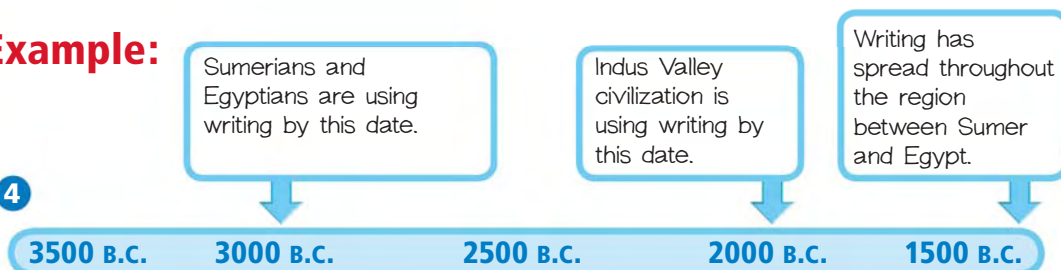 Example:
Sumerians and
Egyptians are using
writing by this date.
Indus Valley
civilization is
using writing by
this date.
Writing has
spread throughout
the region
between Sumer
and Egypt.
4
3500 B.C. 3000 B.C. 2500 B.C. 2000 B.C. 1500 B.C.